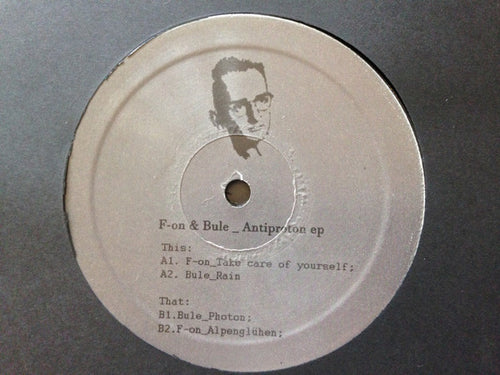 F-on & Bule _ Antiproton ep
This:
A1. F-on_Take care of yourself;
A2. Bule_Rain
That:
B1.Bule_Photon;
B2.F-on_Alpenglühen;